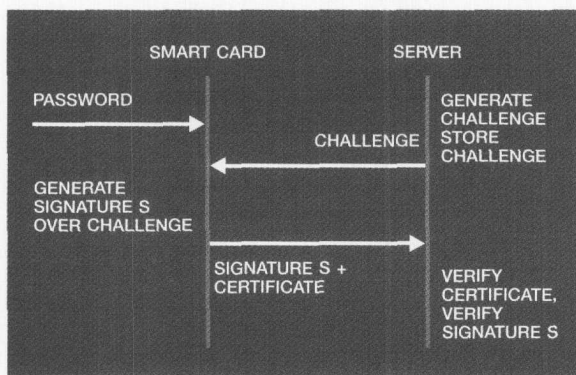 SMART CARD
SERVER
PASSWORD
GENERATE
CHALLENGE
STORE
CHALLENGE
CHALLENGE
GENERATE
SIGNATURE S
OVER CHALLENGE
SIGNATURE S +
CERTIFICATE
VERIFY
CERTIFICATE,
VERIFY
SIGNATURE S